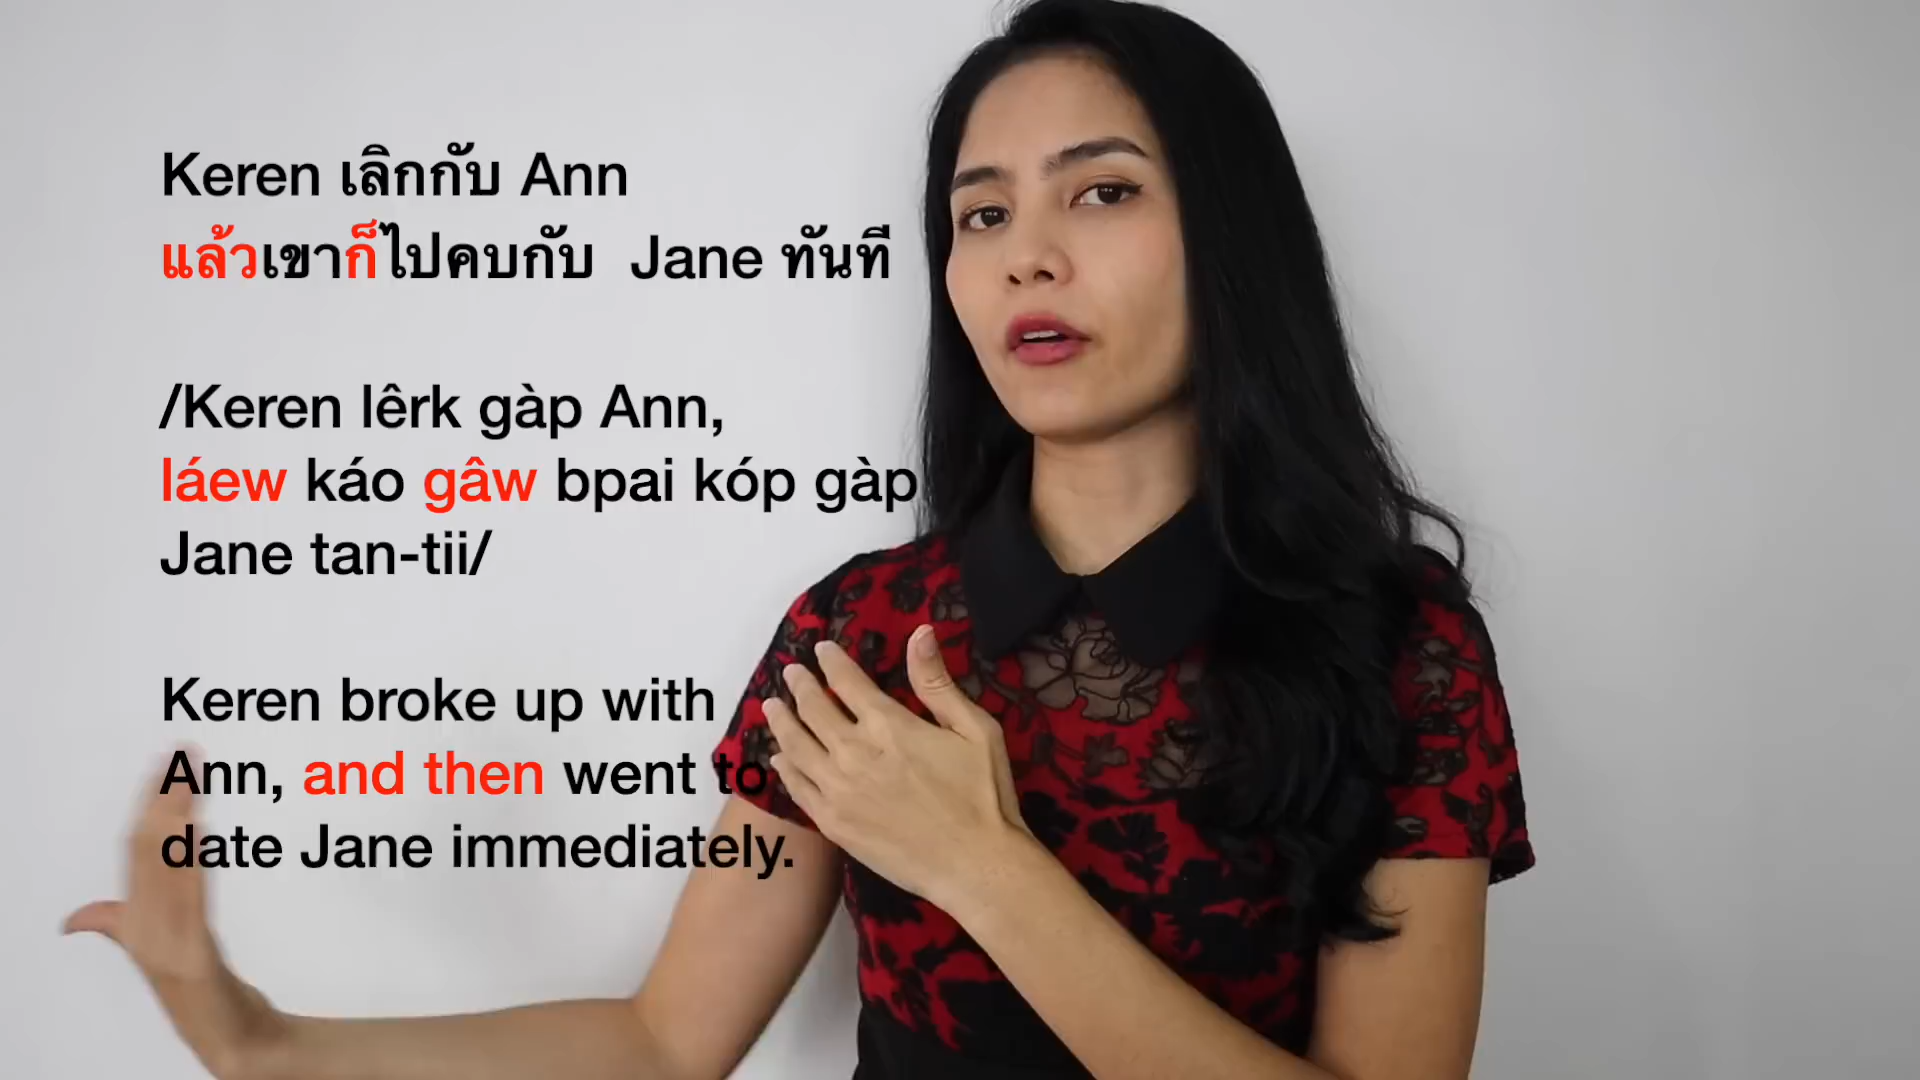 Keren เลิกกับ Ann
แล้วเขาก็ไปคบกับ Jane ทันที
/Keren lêrk gàp Ann,
láew káo gâw bpai kóp gàp
Jane tan-tii/
Keren broke up with
Ann, and then went to
date Jane immediately.